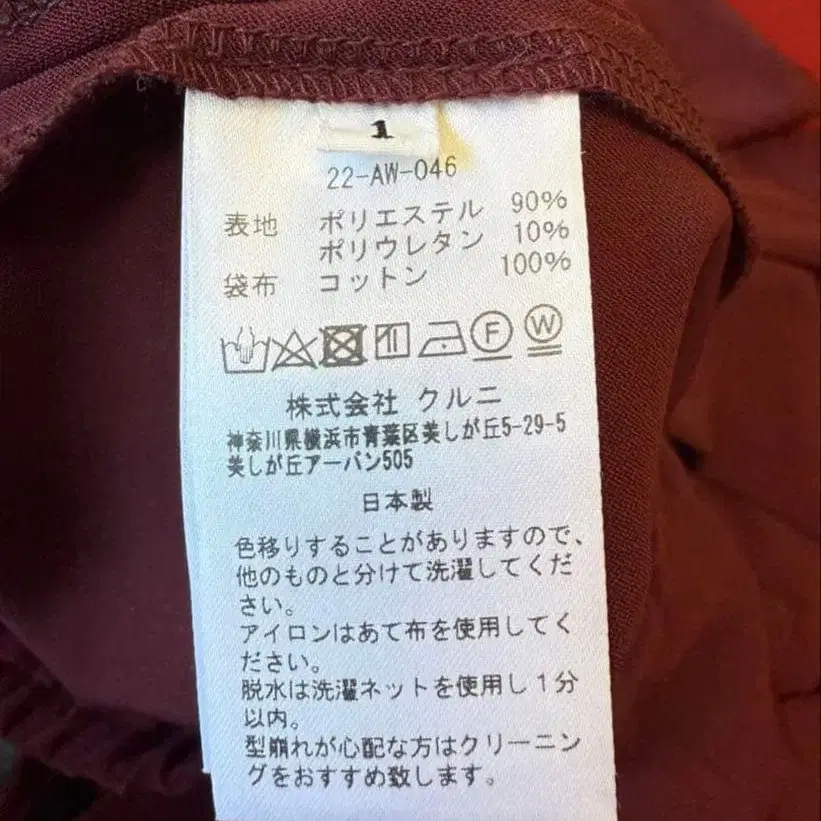 1
22-AW-046
表地 ポリエステル 90%
ポリウレタン 10%
袋布 コットン 100%
F W
株式会社 クルニ
神奈川県横浜市青葉区美しが丘5-29-5
美しが丘アーバン505
日本製
色移りすることがありますので、
他のものと分けて洗濯してくだ
さい。
アイロンはあて布を使用してく
ださい。
脱水は洗濯ネットを使用し1分
以内。
型崩れが心配な方はクリーニン
グをおすすめ致します。